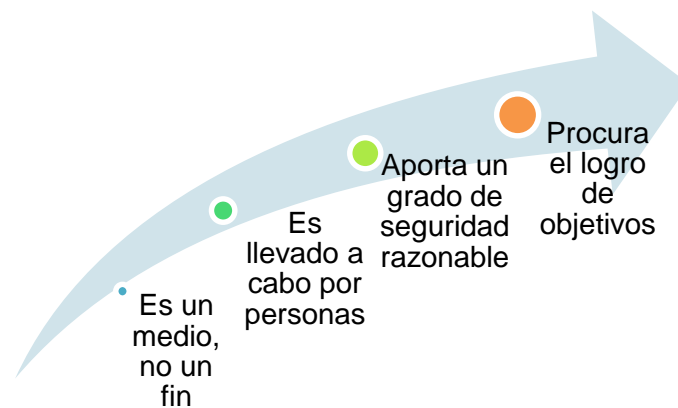 Es un
medio,
no un
fin
Es
llevado a
cabo por
personas
Aporta un
grado de
seguridad
razonable
Procura
el logro
de
objetivos